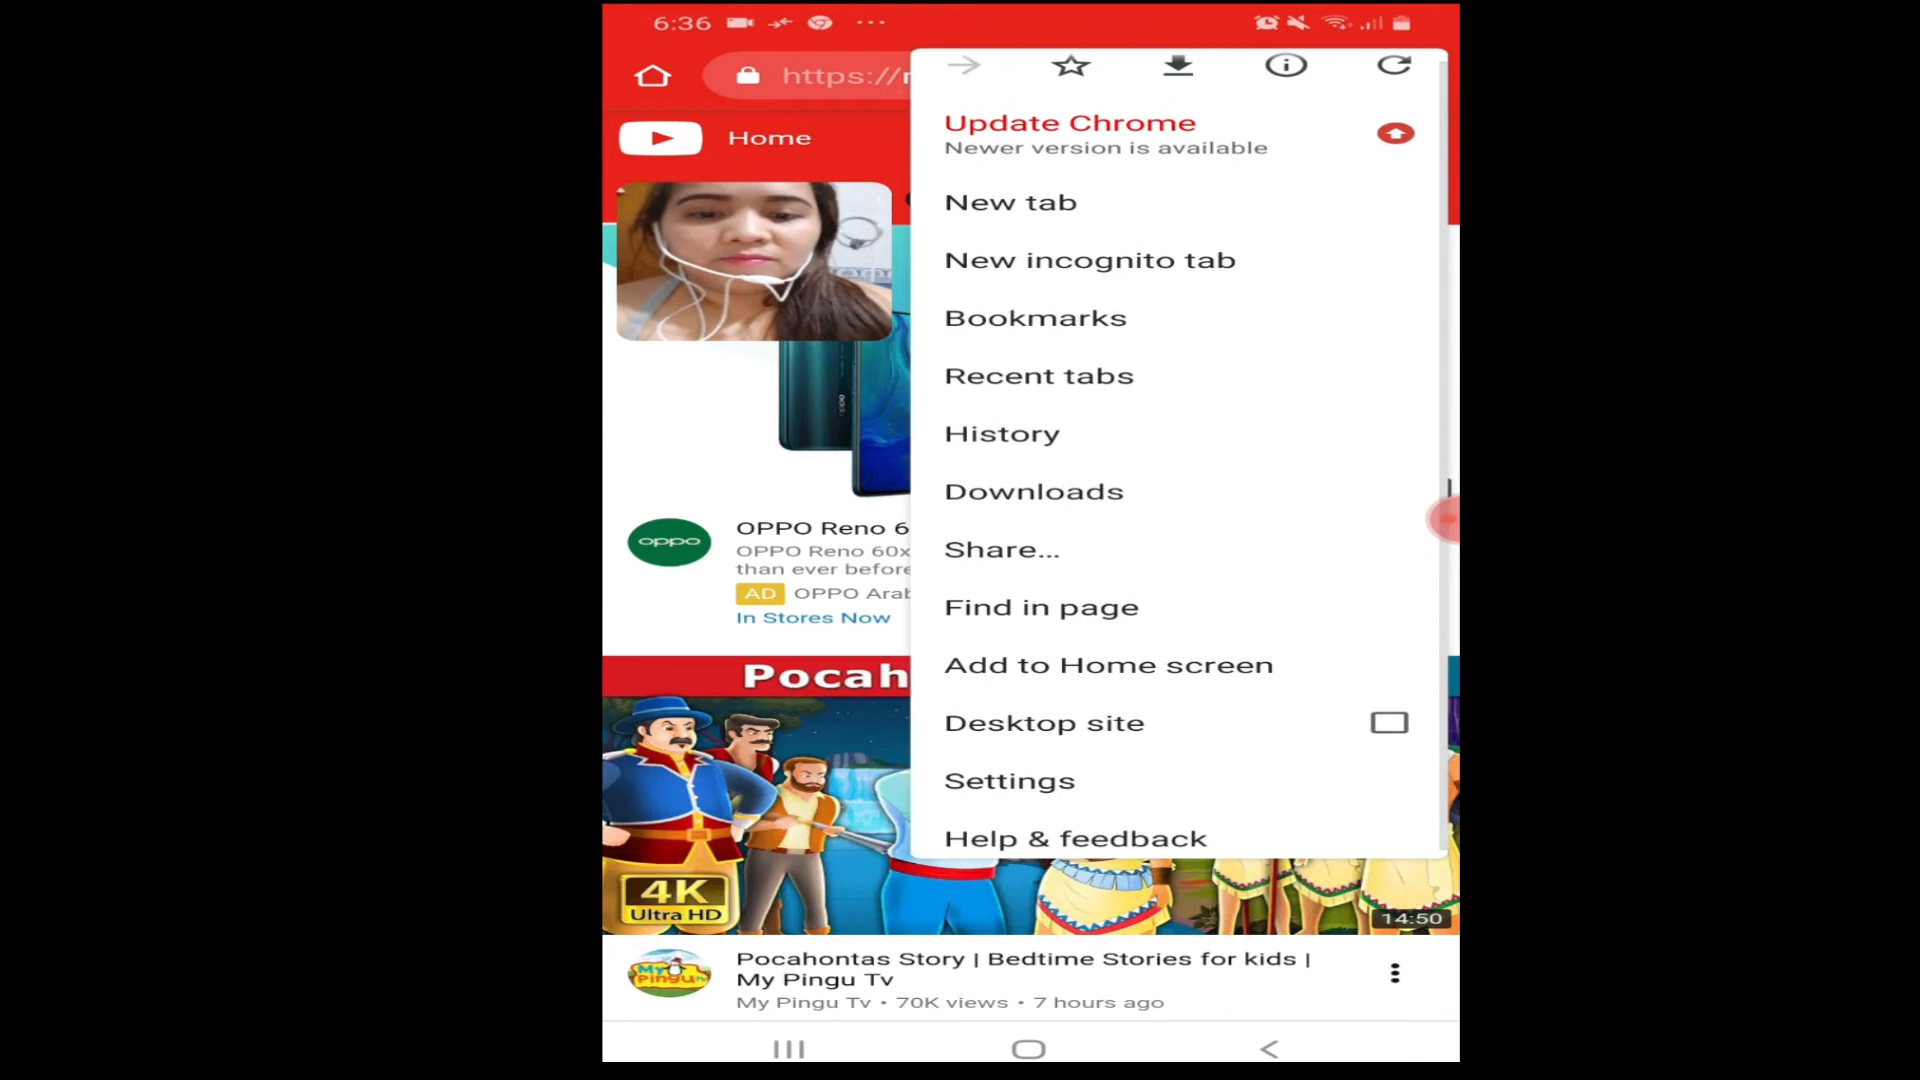 6:36
https://
Home
Update Chrome
Newer version is available
New tab
New incognito tab
Bookmarks
Recent tabs
History
Downloads
Share...
Find in page
Add to Home screen
Desktop site
Settings
Help & feedback
oppo
OPPO Reno 6
OPPO Reno 60x
than ever before
AD OPPO Arab
In Stores Now
Pocah
4K
Ultra HD
14:50
My
Pingu Tv
Pocahontas Story | Bedtime Stories for kids |
My Pingu Tv
My Pingu Tv • 70K views • 7 hours ago